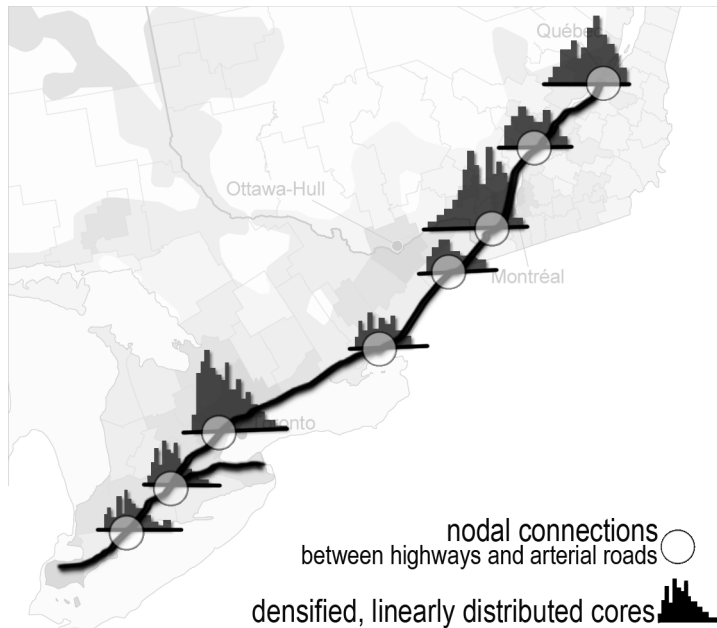 Québec
Ottawa-Hull
Montréal
Toronto
nodal connections
between highways and arterial roads
densified, linearly distributed cores